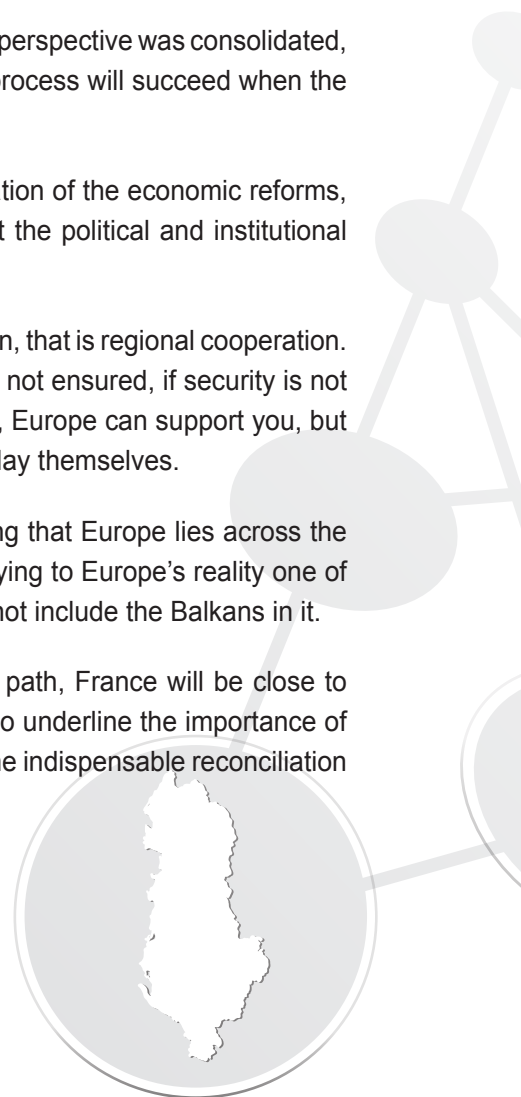 perspective was consolidated,
process will succeed when the
ation of the economic reforms,
t the political and institutional
n, that is regional cooperation.
not ensured, if security is not
, Europe can support you, but
lay themselves.
ng that Europe lies across the
ying to Europe’s reality one of
not include the Balkans in it.
path, France will be close to
o underline the importance of
ne indispensable reconciliation